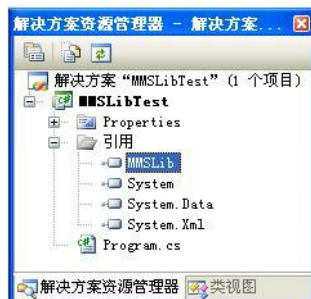 解决方案资源管理器 - 解决方案...
解决方案“MMSLibTest”(1 个项目)
MMSLibTest
Properties
引用
MMSLib
System
System.Data
System.Xml
Program.cs
解决方案资源管理器 类视图